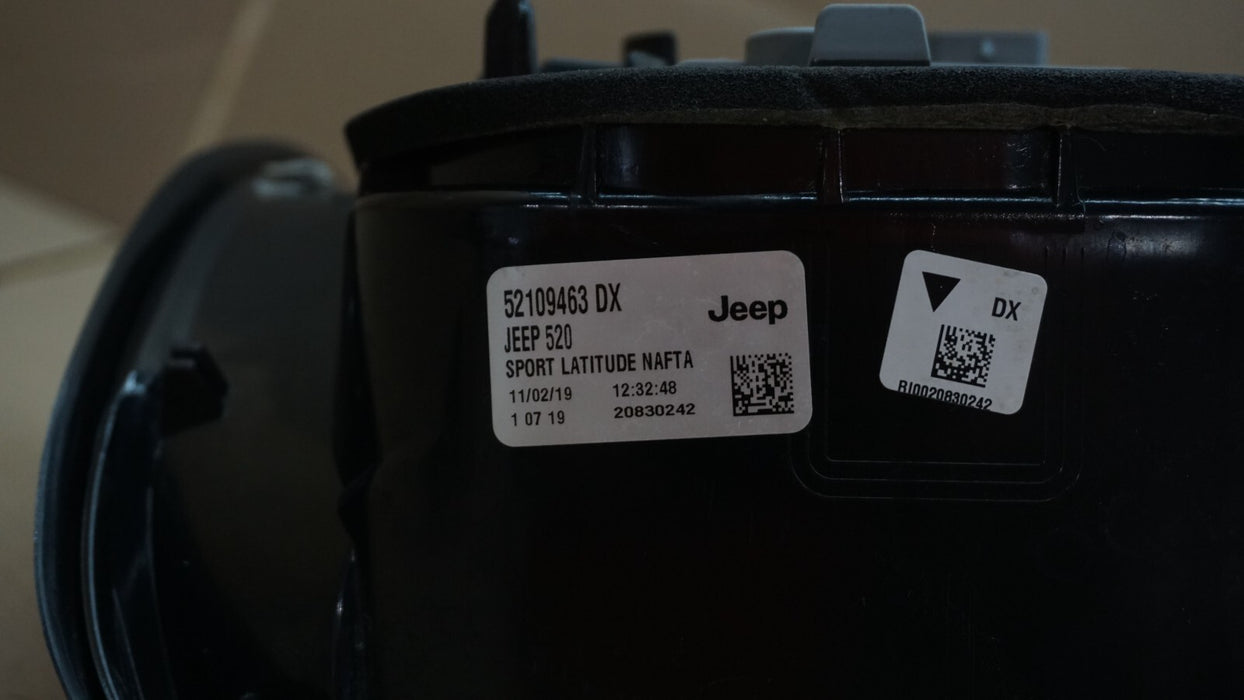 52109463 DX
Jeep
JEEP 520
SPORT LATITUDE NAFTA
11/02/19 12:32:48
1 07 19 20830242
DX
RI0020830242